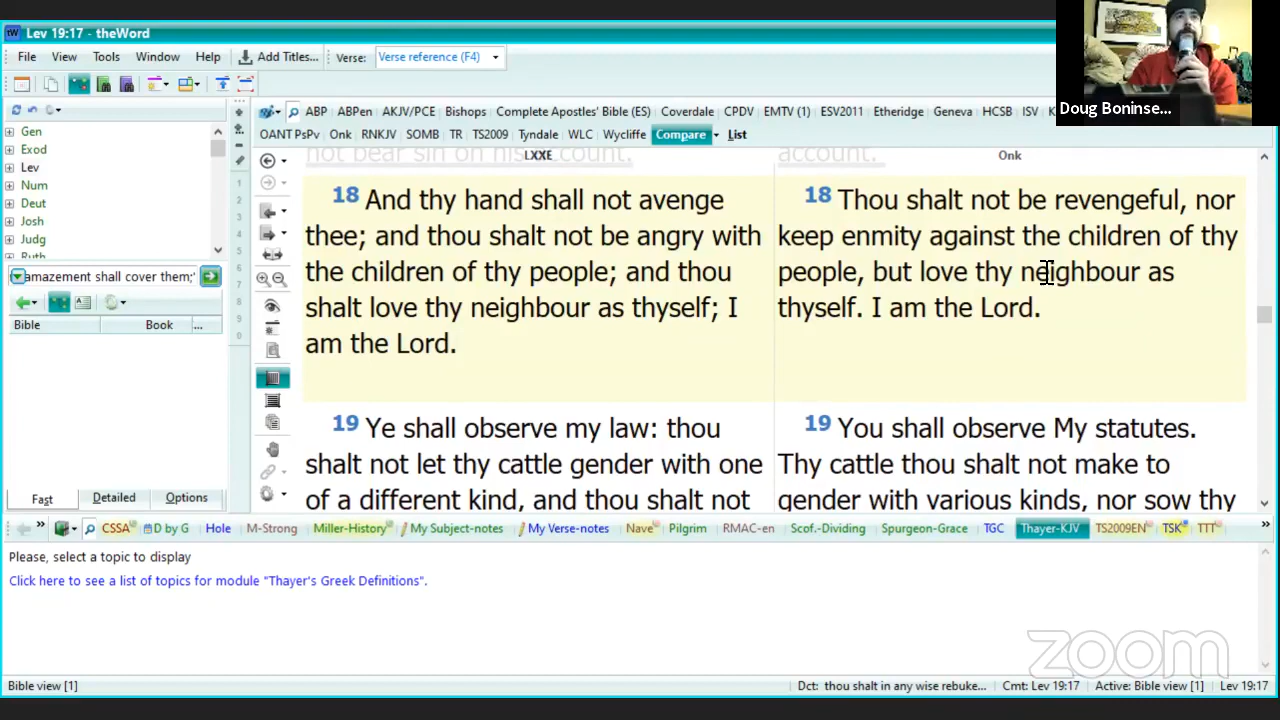 Lev 19:17 - theWord
File View Tools Window Help Add Titles... Verse: Verse reference (F4)
Doug Boninse...
Gen
Exod
Lev
Num
Deut
Josh
Judg
Ruth
amazement shall cover them;'
Bible Book ...
Fast Detailed Options
ABP ABPen AKJV/PCE Bishops Complete Apostles' Bible (ES) Coverdale CPDV EMTV (1) ESV2011 Etheridge Geneva HCSB ISV K
OANT PsPv Onk RNKJV SOMB TR TS2009 Tyndale WLC Wycliffe Compare List
not bear sin on his account. account.
LXXE Onk
18 And thy hand shall not avenge
thee; and thou shalt not be angry with
the children of thy people; and thou
shalt love thy neighbour as thyself; I
am the Lord.
19 Ye shall observe my law: thou
shalt not let thy cattle gender with one
of a different kind, and thou shalt not
18 Thou shalt not be revengeful, nor
keep enmity against the children of thy
people, but love thy neighbour as
thyself. I am the Lord.
19 You shall observe My statutes.
Thy cattle thou shalt not make to
gender with various kinds, nor sow thy
CSSA D by G Hole M-Strong Miller-History My Subject-notes My Verse-notes Nave Pilgrim RMAC-en Scof.-Dividing Spurgeon-Grace TGC Thayer-KJV TS2009EN TSK TTT
Please, select a topic to display
Click here to see a list of topics for module "Thayer's Greek Definitions".
zoom
Bible view [1] Dct: thou shalt in any wise rebuke... Cmt: Lev 19:17 Active: Bible view [1] Lev 19:17